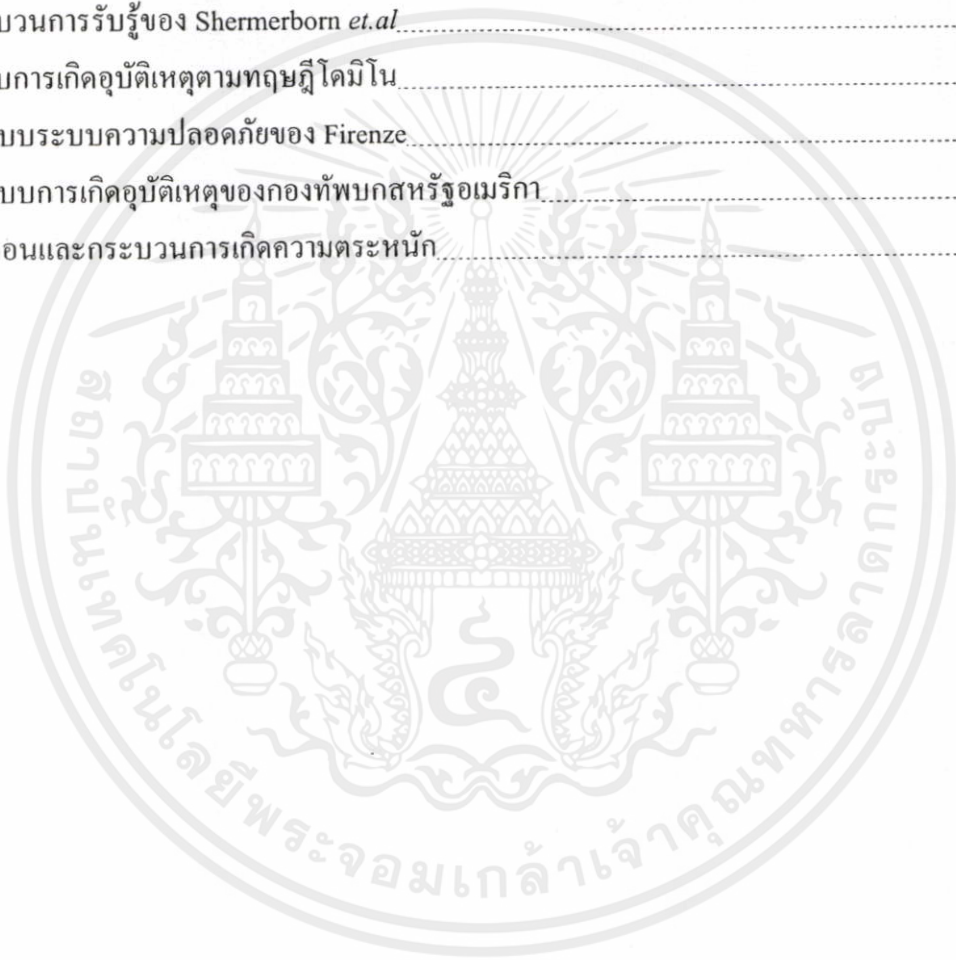 บวนการรับรู้ของ Shermerborn et.al
บการเกิดอุบัติเหตุตามทฤษฎีโดมิโน
บบระบบความปลอดภัยของ Firenze
บบการเกิดอุบัติเหตุของกองทัพบกสหรัฐอเมริกา
อนและกระบวนการเกิดความตระหนัก
สถาบันเทคโนโลยีพระจอมเกล้าเจ้าคุณทหารลาดกระบัง